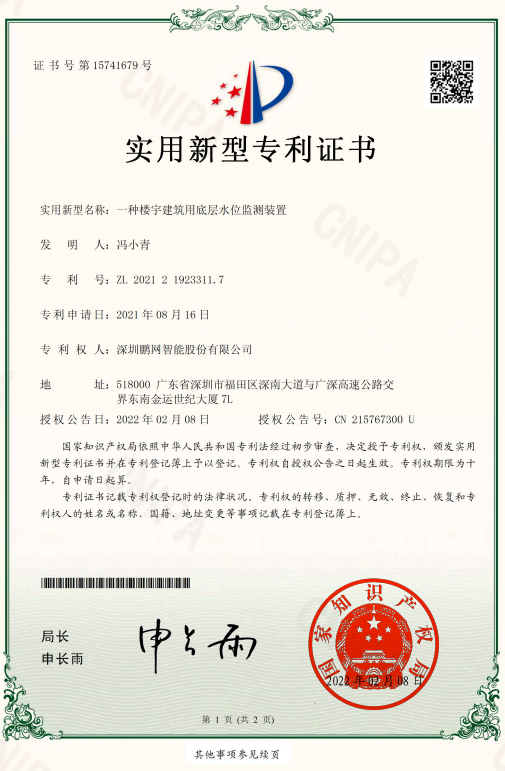 证书号第15741679号
实用新型专利证书
实用新型名称：一种楼宇建筑用底层水位监测装置
发明人：冯小青
专利号：ZL 2021 2 1923311.7
专利申请日：2021年08月16日
专利权人：深圳鹏网智能股份有限公司
地址：518000 广东省深圳市福田区深南大道与广深高速公路交
界东南金运世纪大厦7L
授权公告日：2022年02月08日 授权公告号：CN 215767300 U
国家知识产权局依照中华人民共和国专利法经过初步审查，决定授予专利权，颁发实用
新型专利证书并在专利登记簿上予以登记。专利权自授权公告之日起生效。专利权期限为十
年，自申请日起算。
专利证书记载专利权登记时的法律状况。专利权的转移、质押、无效、终止、恢复和专
利权人的姓名或名称、国籍、地址变更等事项记载在专利登记簿上。
局长
申长雨
申长雨
国家知识产权局
2022年02月08日
第 1 页 (共 2 页)
其他事项参见续页
CNIPA
CNIPA
CNIPA